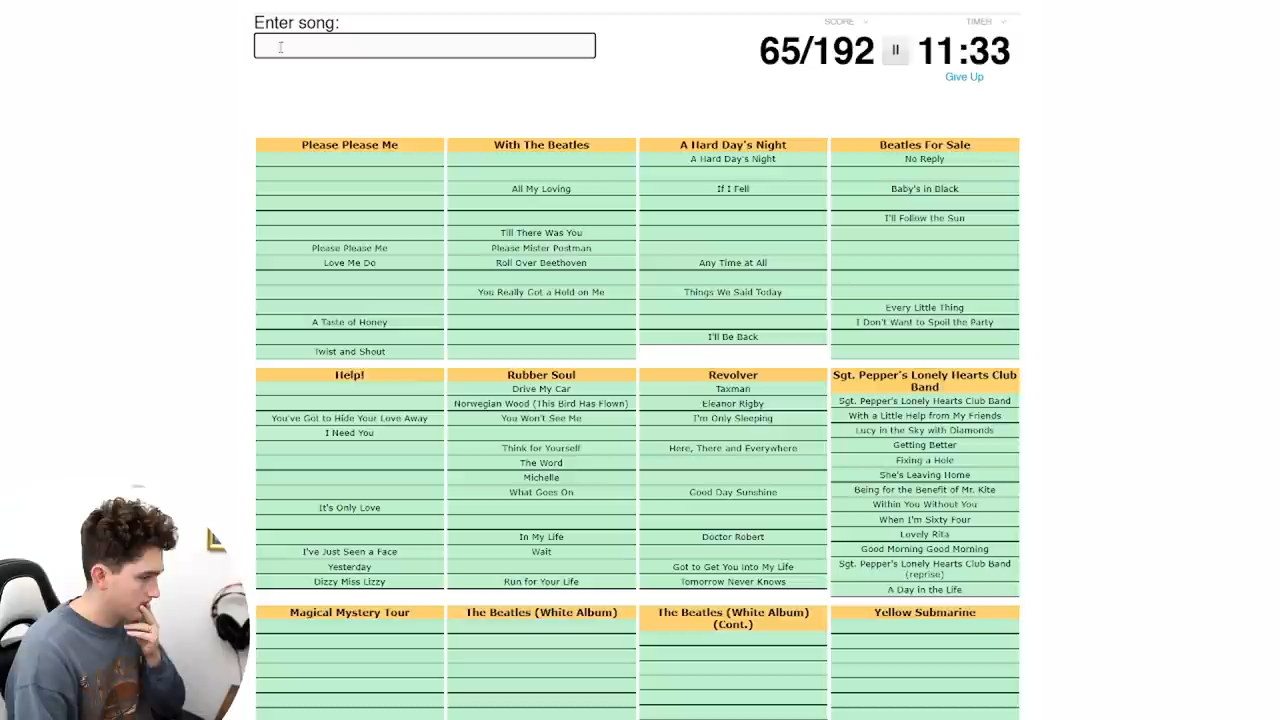 Enter song:
SCORE
TIMER
65/192
11:33
Give Up
Please Please Me
Please Please Me
Love Me Do
A Taste of Honey
Twist and Shout
With The Beatles
All My Loving
Till There Was You
Please Mister Postman
Roll Over Beethoven
You Really Got a Hold on Me
A Hard Day's Night
A Hard Day's Night
If I Fell
Any Time at All
Things We Said Today
I'll Be Back
Beatles For Sale
No Reply
Baby's in Black
I'll Follow the Sun
Every Little Thing
I Don't Want to Spoil the Party
Help!
You've Got to Hide Your Love Away
I Need You
It's Only Love
I've Just Seen a Face
Yesterday
Dizzy Miss Lizzy
Rubber Soul
Drive My Car
Norwegian Wood (This Bird Has Flown)
You Won't See Me
Think for Yourself
The Word
Michelle
What Goes On
In My Life
Wait
Run for Your Life
Revolver
Taxman
Eleanor Rigby
I'm Only Sleeping
Here, There and Everywhere
Good Day Sunshine
Doctor Robert
Got to Get You Into My Life
Tomorrow Never Knows
Sgt. Pepper's Lonely Hearts Club
Band
Sgt. Pepper's Lonely Hearts Club Band
With a Little Help from My Friends
Lucy in the Sky with Diamonds
Getting Better
Fixing a Hole
She's Leaving Home
Being for the Benefit of Mr. Kite
Within You Without You
When I'm Sixty Four
Lovely Rita
Good Morning Good Morning
Sgt. Pepper's Lonely Hearts Club Band
(reprise)
A Day in the Life
Magical Mystery Tour
The Beatles (White Album)
The Beatles (White Album)
(Cont.)
Yellow Submarine